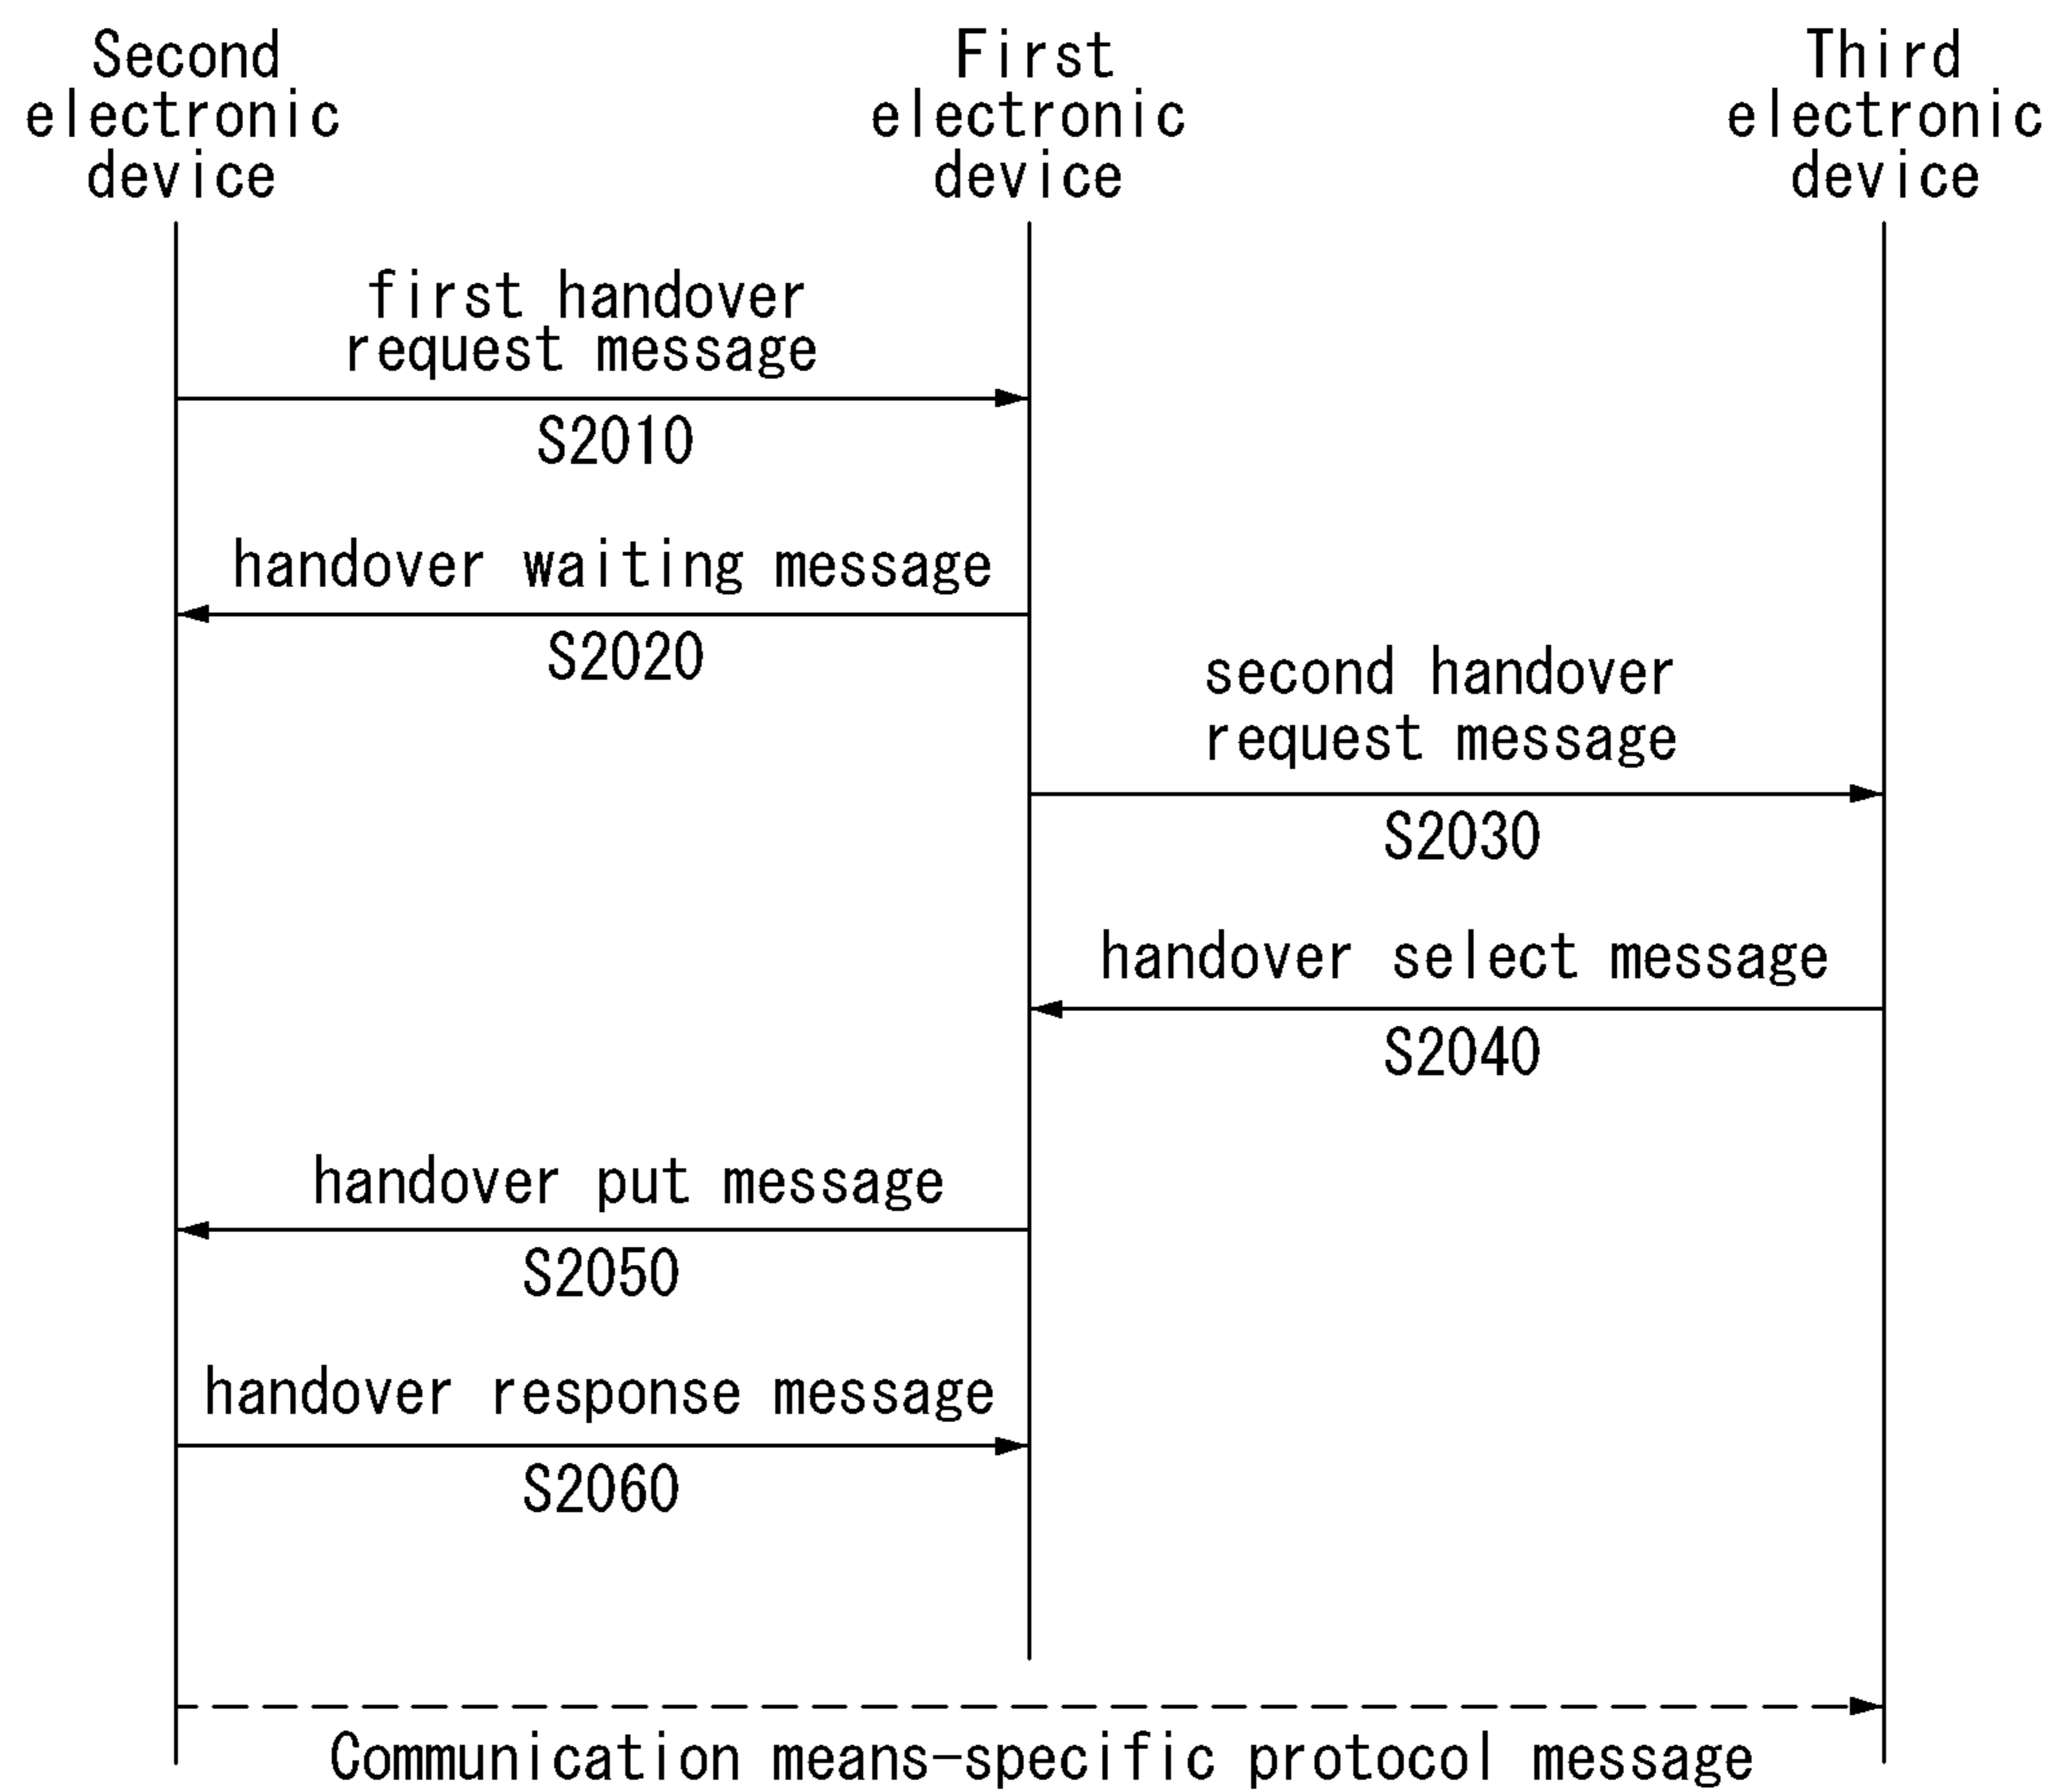 Second
electronic
device
First
electronic
device
Third
electronic
device
first handover
request message
S2010
handover waiting message
S2020
second handover
request message
S2030
handover select message
S2040
handover put message
S2050
handover response message
S2060
Communication means-specific protocol message